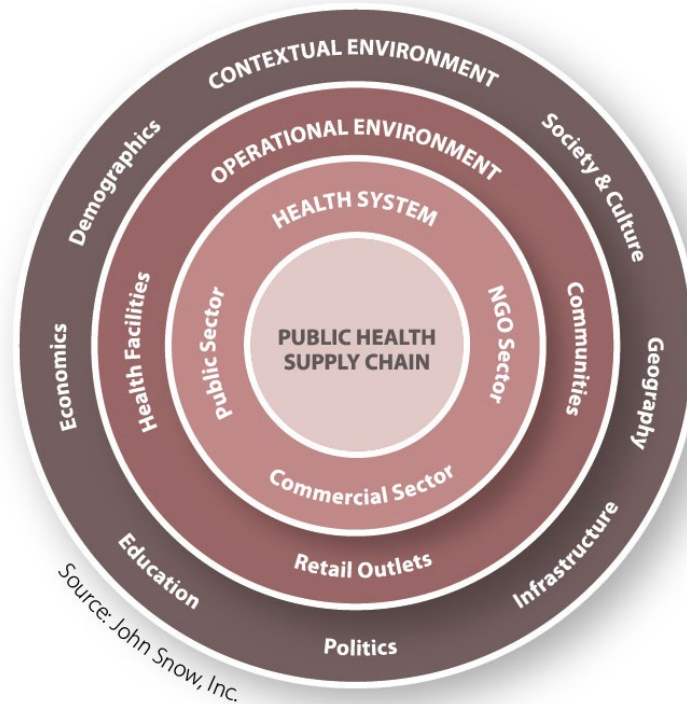 CONTEXTUAL ENVIRONMENT
Demographics
Society & Culture
Economics
Geography
Education
Infrastructure
Politics
OPERATIONAL ENVIRONMENT
Health Facilities
Communities
Retail Outlets
HEALTH SYSTEM
Public Sector
NGO Sector
Commercial Sector
PUBLIC HEALTH
SUPPLY CHAIN
Source: John Snow, Inc.